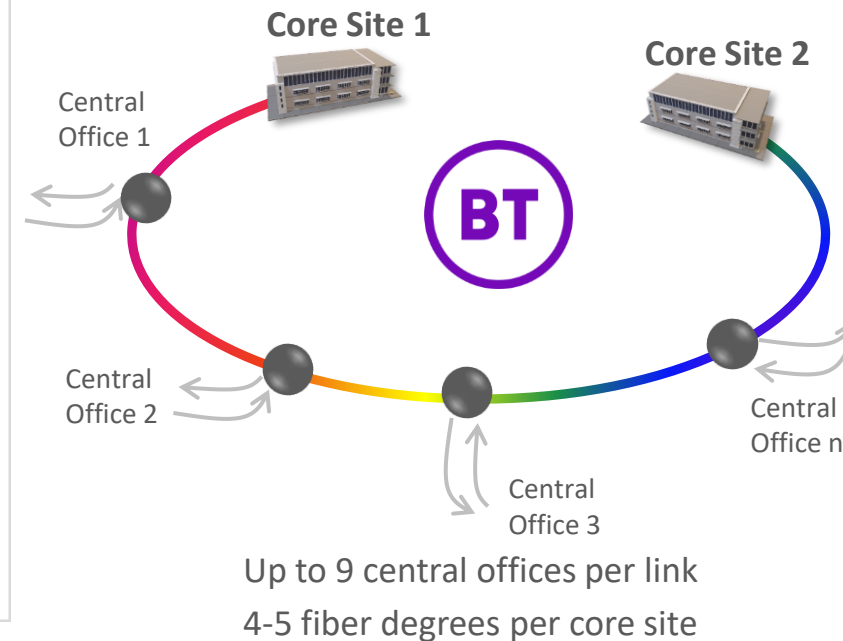 Core Site 1
Core Site 2
Central
Office 1
BT
Central
Office 2
Central
Office n
Central
Office 3
Up to 9 central offices per link
4-5 fiber degrees per core site